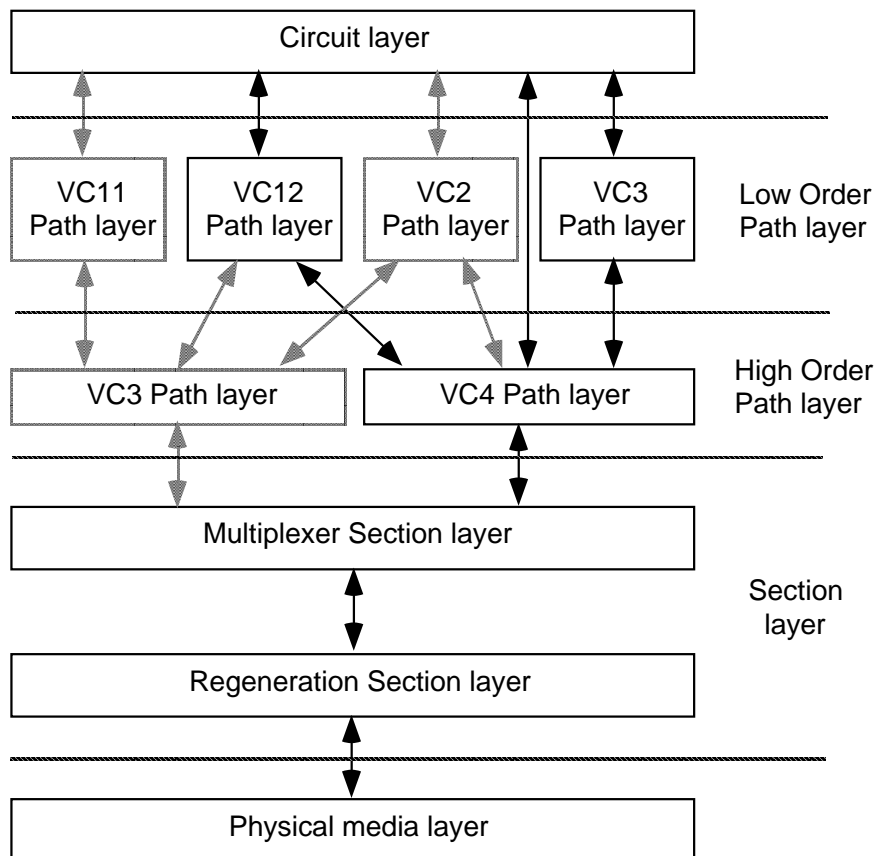 Circuit layer
VC11
Path layer
VC12
Path layer
VC2
Path layer
VC3
Path layer
Low Order
Path layer
VC3 Path layer
VC4 Path layer
High Order
Path layer
Multiplexer Section layer
Section
layer
Regeneration Section layer
Physical media layer